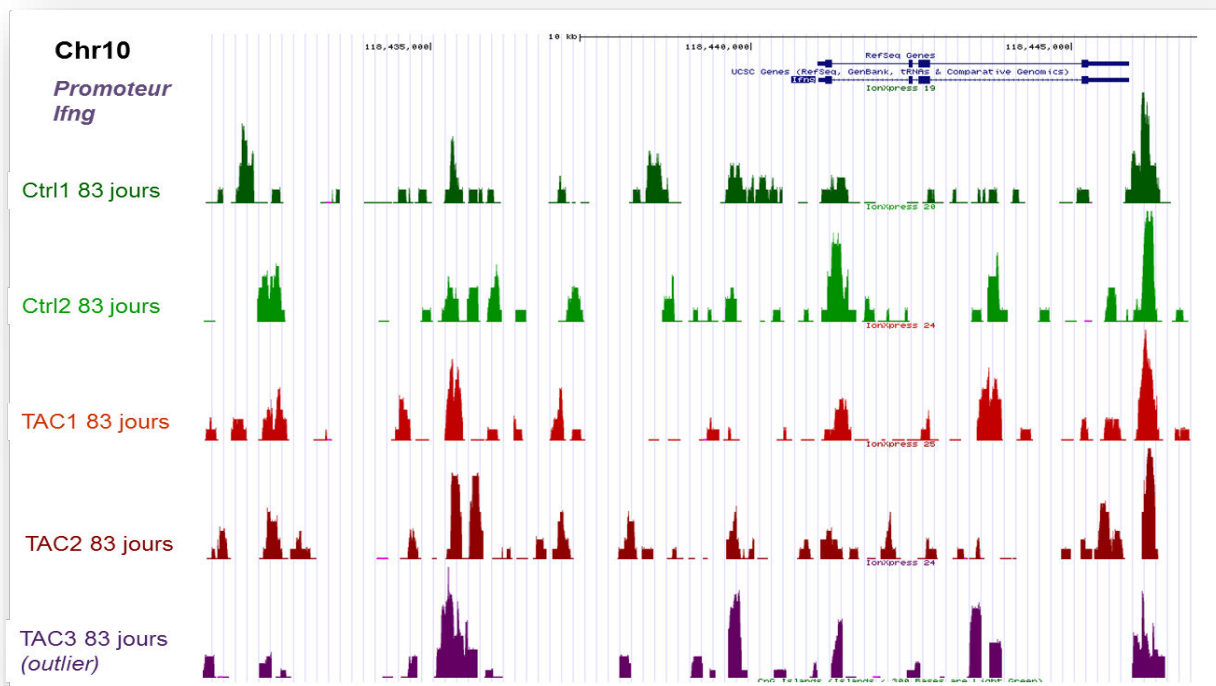 Chr10
Promoteur
Ifng
10 kb
118,435,000
118,440,000
118,445,000
RefSeq Genes
UCSC Genes (RefSeq, GenBank, tRNAs & Comparative Genomics)
Ifng
IonXpress 19
Ctrl1 83 jours
IonXpress 20
Ctrl2 83 jours
IonXpress 24
TAC1 83 jours
IonXpress 25
TAC2 83 jours
IonXpress 24
TAC3 83 jours
(outlier)
CpG Islands (Islands < 300 Bases are Light Green)